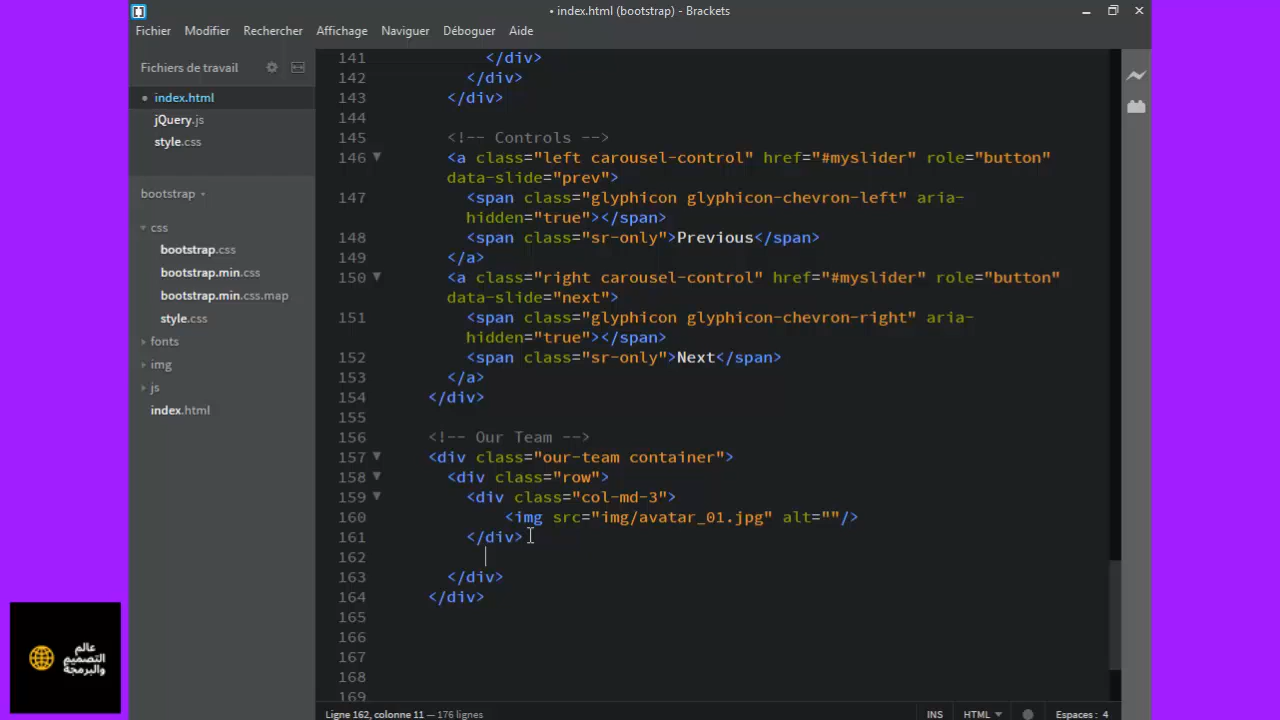 • index.html (bootstrap) - Brackets
Fichier Modifier Rechercher Affichage Naviguer Déboguer Aide
Fichiers de travail
• index.html
jQuery.js
style.css
bootstrap
css
bootstrap.css
bootstrap.min.css
bootstrap.min.css.map
style.css
fonts
img
js
index.html
141 </div>
142 </div>
143 </div>
144
145 <!-- Controls -->
146 <a class="left carousel-control" href="#myslider" role="button"
data-slide="prev">
147 <span class="glyphicon glyphicon-chevron-left" aria-
hidden="true"></span>
148 <span class="sr-only">Previous</span>
149 </a>
150 <a class="right carousel-control" href="#myslider" role="button"
data-slide="next">
151 <span class="glyphicon glyphicon-chevron-right" aria-
hidden="true"></span>
152 <span class="sr-only">Next</span>
153 </a>
154 </div>
155
156 <!-- Our Team -->
157 <div class="our-team container">
158 <div class="row">
159 <div class="col-md-3">
160 <img src="img/avatar_01.jpg" alt=""/>
161 </div>
162
163 </div>
164 </div>
165
166
167
168
169
Ligne 162, colonne 11 — 176 lignes
INS HTML Espaces : 4
عالم
التصميم
والبرمجة